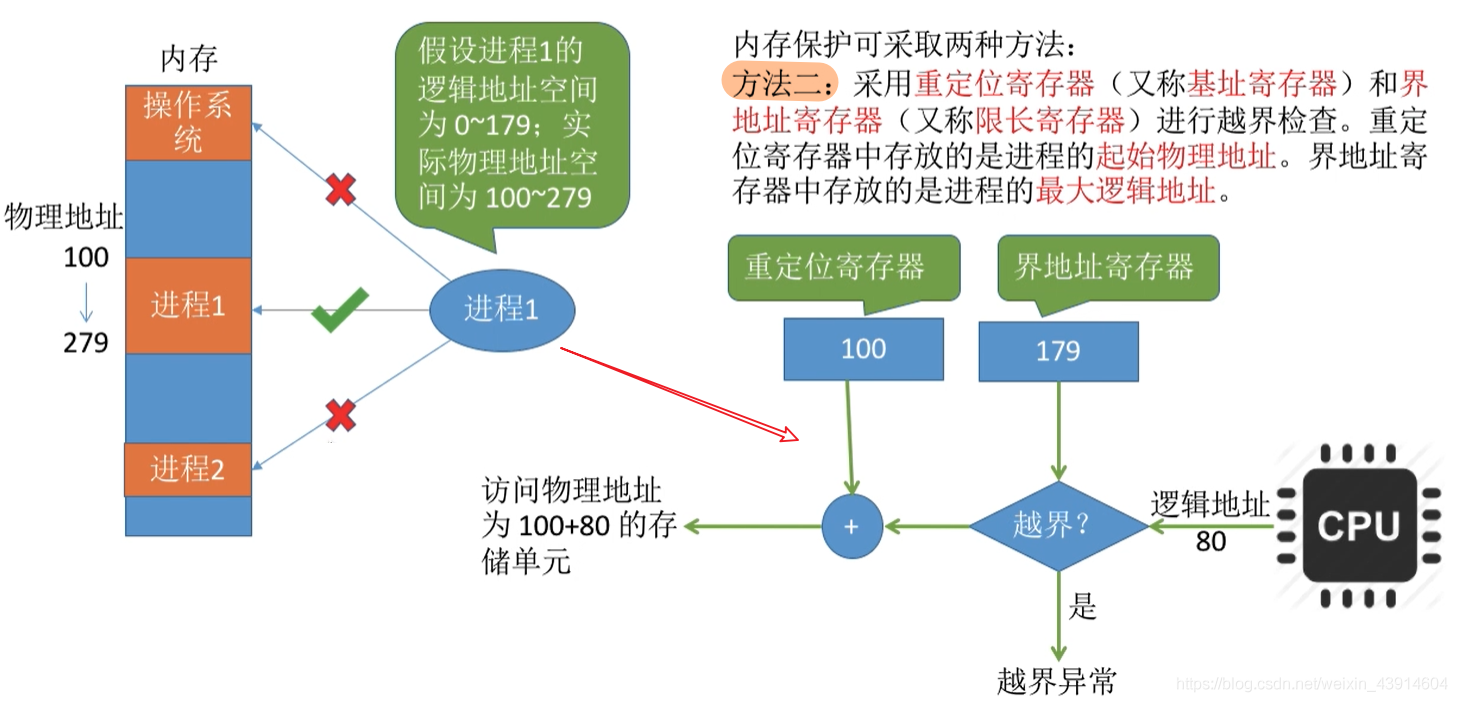 内存
操作系
统
物理地址
100
279
进程1
进程2
假设进程1的
逻辑地址空间
为 0~179；实
际物理地址空
间为 100~279
进程1
内存保护可采取两种方法：
方法二：采用重定位寄存器（又称基址寄存器）和界
地址寄存器（又称限长寄存器）进行越界检查。重定
位寄存器中存放的是进程的起始物理地址。界地址寄
存器中存放的是进程的最大逻辑地址。
重定位寄存器
界地址寄存器
100
179
访问物理地址
为 100+80 的存
储单元
+
越界？
逻辑地址
80
CPU
是
越界异常
https://blog.csdn.net/weixin_43914604